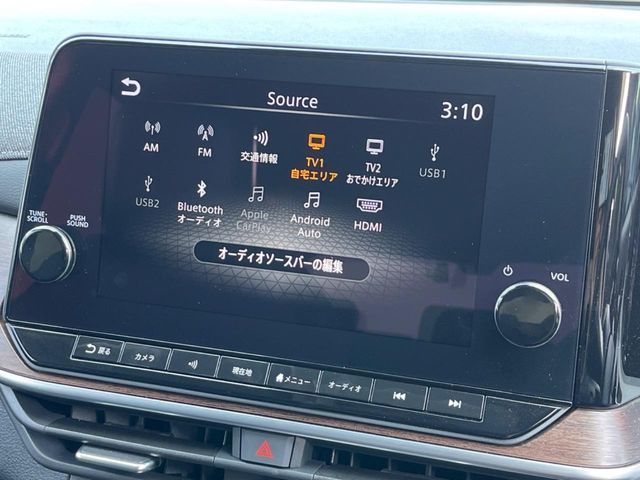 Source
3:10
AM
FM
交通情報
TV1
自宅エリア
TV2
おでかけエリア
USB1
USB2
Bluetooth
オーディオ
Apple
CarPlay
Android
Auto
HDMI
オーディオソースバーの編集
TUNE•
SCROLL
PUSH
SOUND
VOL
戻る
カメラ
現在地
メニュー
オーディオ